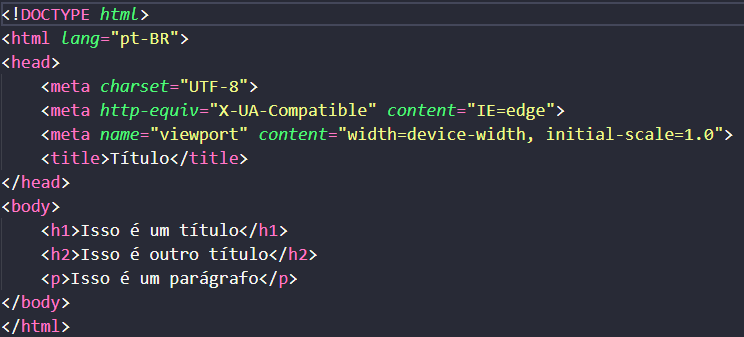 <!DOCTYPE html>
<html lang="pt-BR">
<head>
    <meta charset="UTF-8">
    <meta http-equiv="X-UA-Compatible" content="IE=edge">
    <meta name="viewport" content="width=device-width, initial-scale=1.0">
    <title>Título</title>
</head>
<body>
    <h1>Isso é um título</h1>
    <h2>Isso é outro título</h2>
    <p>Isso é um parágrafo</p>
</body>
</html>